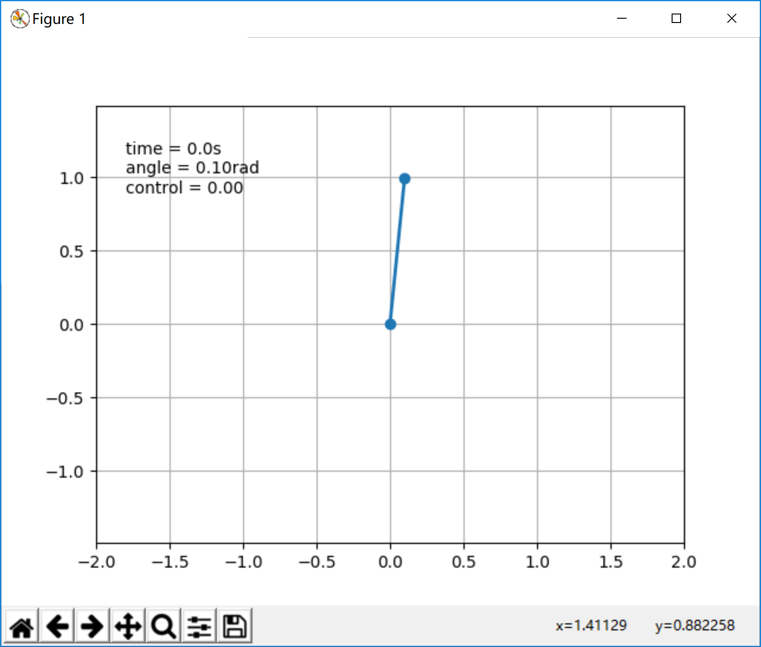 Figure 1
time = 0.0s
angle = 0.10rad
control = 0.00
1.0
0.5
0.0
−0.5
−1.0
−2.0 −1.5 −1.0 −0.5 0.0 0.5 1.0 1.5 2.0
x=1.41129 y=0.882258